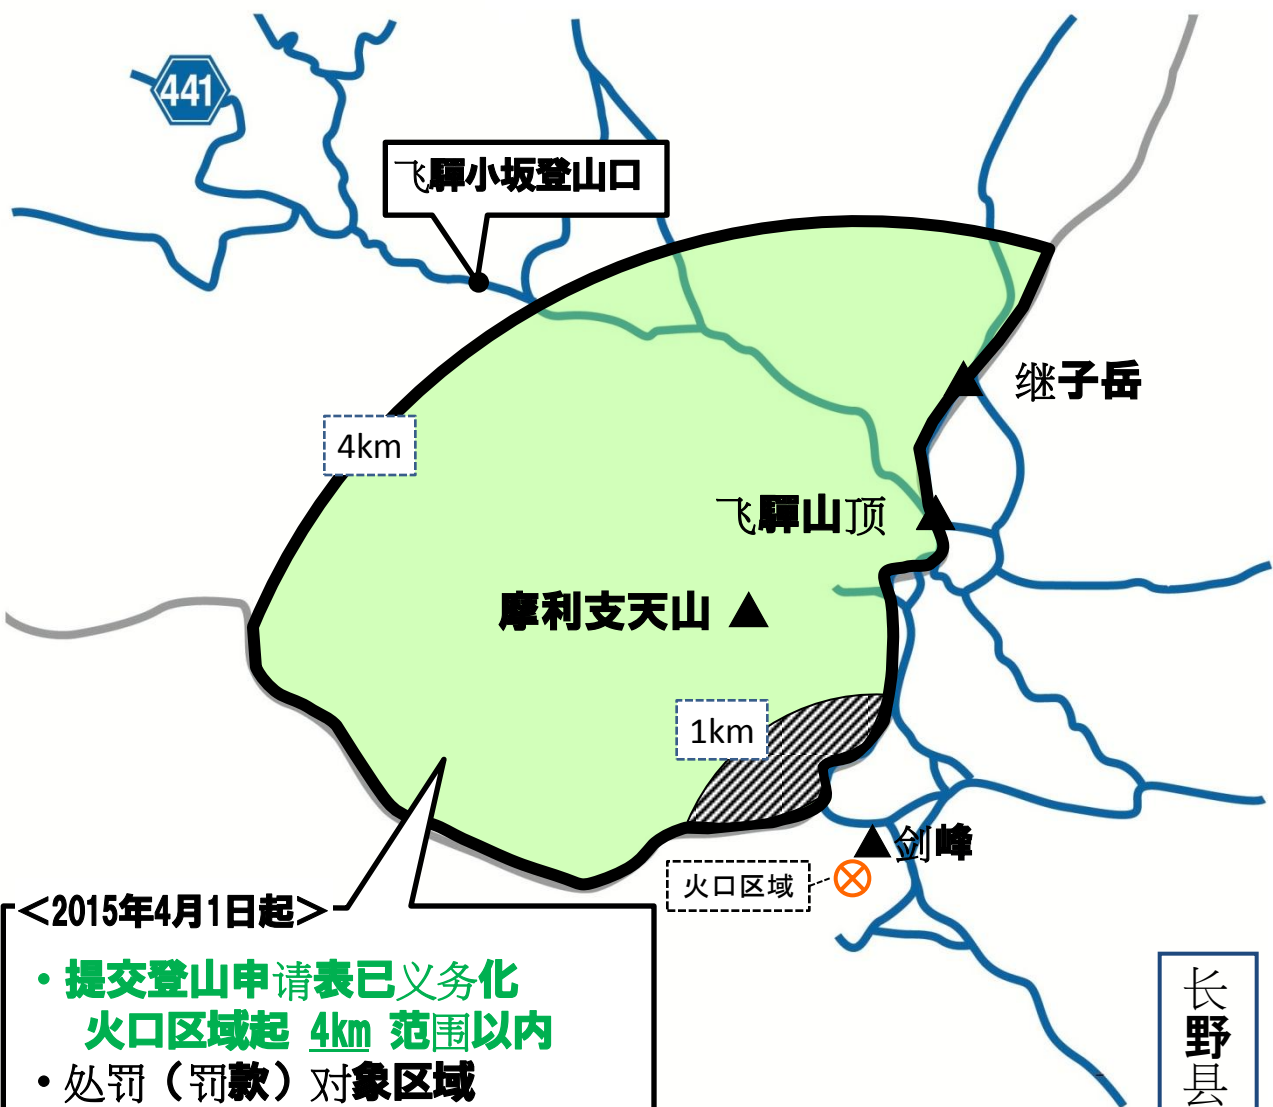 441
飞驒小坂登山口
继子岳
4km
飞驒山顶
摩利支天山
1km
剑峰
火口区域
<2015年4月1日起>
• 提交登山申请表已义务化
火口区域起 4km 范围以内
• 处罚（罚款）对象区域
长野县